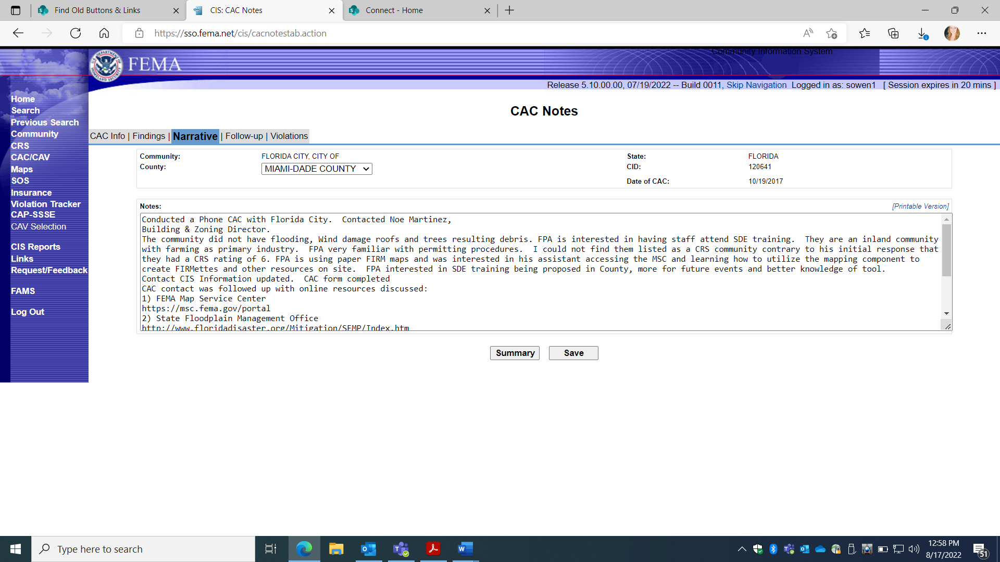 Find Old Buttons & Links
CIS: CAC Notes
Connect - Home
https://sso.fema.net/cis/cacnotestab.action
Community Information System
FEMA
Release 5.10.00.00, 07/19/2022 -- Build 0011, Skip Navigation Logged in as: sowen1 [ Session expires in 20 mins ]
Home
Search
Previous Search
Community
CRS
CAC/CAV
Maps
SOS
Insurance
Violation Tracker
CAP-SSSE
CAV Selection
CIS Reports
Links
Request/Feedback
FAMS
Log Out
CAC Notes
CAC Info | Findings | Narrative | Follow-up | Violations
Community: FLORIDA CITY, CITY OF State: FLORIDA
County: MIAMI-DADE COUNTY CID: 120641
Date of CAC: 10/19/2017
Notes: [Printable Version]
Conducted a Phone CAC with Florida City.  Contacted Noe Martinez,
Building & Zoning Director.
The community did not have flooding, Wind damage roofs and trees resulting debris. FPA is interested in having staff attend SDE training.  They are an inland community
with farming as primary industry.  FPA very familiar with permitting procedures.  I could not find them listed as a CRS community contrary to his initial response that
they had a CRS rating of 6. FPA is using paper FIRM maps and was interested in his assistant accessing the MSC and learning how to utilize the mapping component to
create FIRMettes and other resources on site.  FPA interested in SDE training being proposed in County, more for future events and better knowledge of tool.
Contact CIS Information updated.  CAC form completed
CAC contact was followed up with online resources discussed:
1) FEMA Map Service Center
https://msc.fema.gov/portal
2) State Floodplain Management Office
http://www.floridadisaster.org/Mitigation/SFMP/Index.htm
Summary Save
Type here to search
12:58 PM
8/17/2022
51